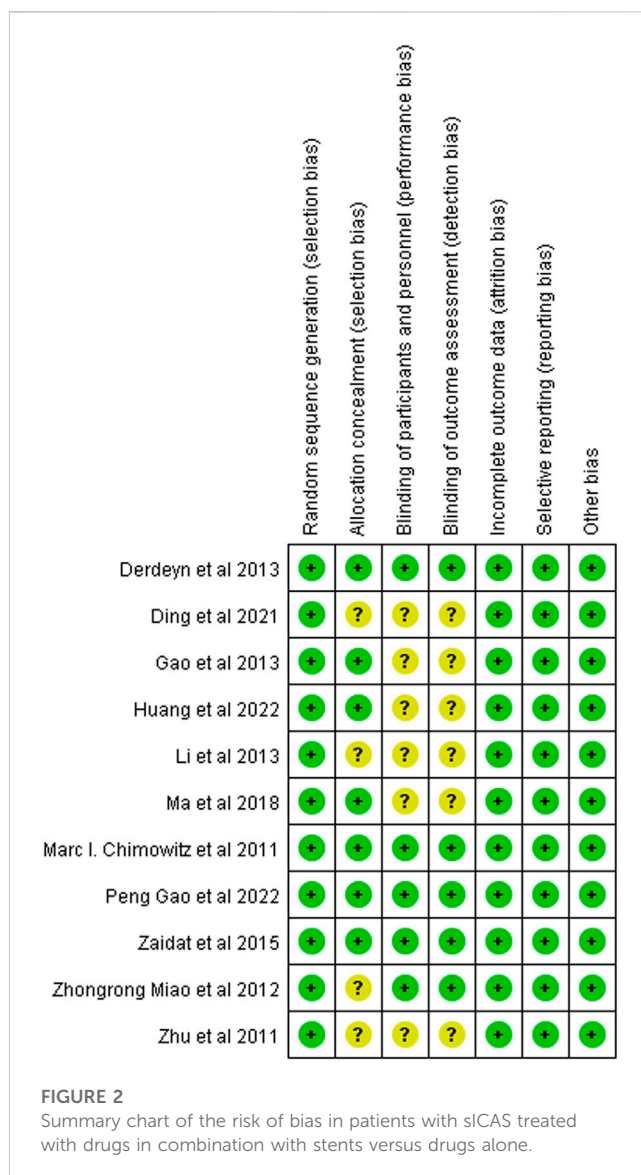 Random sequence generation (selection bias)
Allocation concealment (selection bias)
Blinding of participants and personnel (performance bias)
Blinding of outcome assessment (detection bias)
Incomplete outcome data (attrition bias)
Selective reporting (reporting bias)
Other bias
Derdeyn et al 2013 + + + + + + +
Ding et al 2021 + ? ? ? + + +
Gao et al 2013 + + ? ? + + +
Huang et al 2022 + + ? ? + + +
Li et al 2013 + ? ? ? + + +
Ma et al 2018 + + ? ? + + +
Marc I. Chimowitz et al 2011 + + + + + + +
Peng Gao et al 2022 + + + + + + +
Zaidat et al 2015 + + + + + + +
Zhongrong Miao et al 2012 + ? + + + + +
Zhu et al 2011 + ? ? ? + + +
FIGURE 2
Summary chart of the risk of bias in patients with sICAS treated
with drugs in combination with stents versus drugs alone.